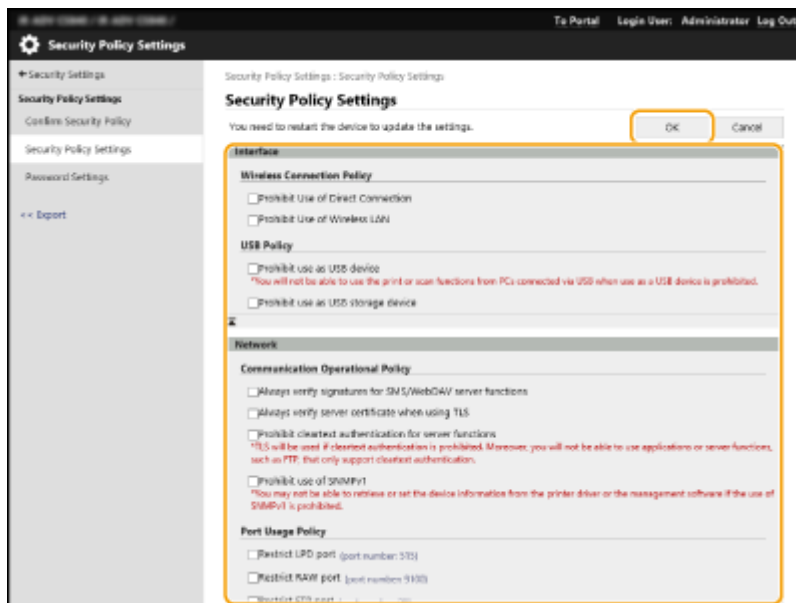 To Portal Login User: Administrator Log Out
Security Policy Settings
Security Settings
Security Policy Settings
Confirm Security Policy
Security Policy Settings
Password Settings
<< Export
Security Policy Settings : Security Policy Settings
Security Policy Settings
You need to restart the device to update the settings.
OK
Cancel
Interface
Wireless Connection Policy
Prohibit Use of Direct Connection
Prohibit Use of Wireless LAN
USB Policy
Prohibit use as USB device
*You will not be able to use the print or scan functions from PCs connected via USB when use as a USB device is prohibited.
Prohibit use as USB storage device
Network
Communication Operational Policy
Always verify signatures for SMS/WebDAV server functions
Always verify server certificate when using TLS
Prohibit cleartext authentication for server functions
*TLS will be used if cleartext authentication is prohibited. Moreover, you will not be able to use applications or server functions,
such as FTP, that only support cleartext authentication.
Prohibit use of SNMPv1
*You may not be able to retrieve or set the device information from the printer driver or the management software if the use of
SNMPv1 is prohibited.
Port Usage Policy
Restrict LPD port (port number: 515)
Restrict RAW port (port number: 9100)
Restrict FTP port